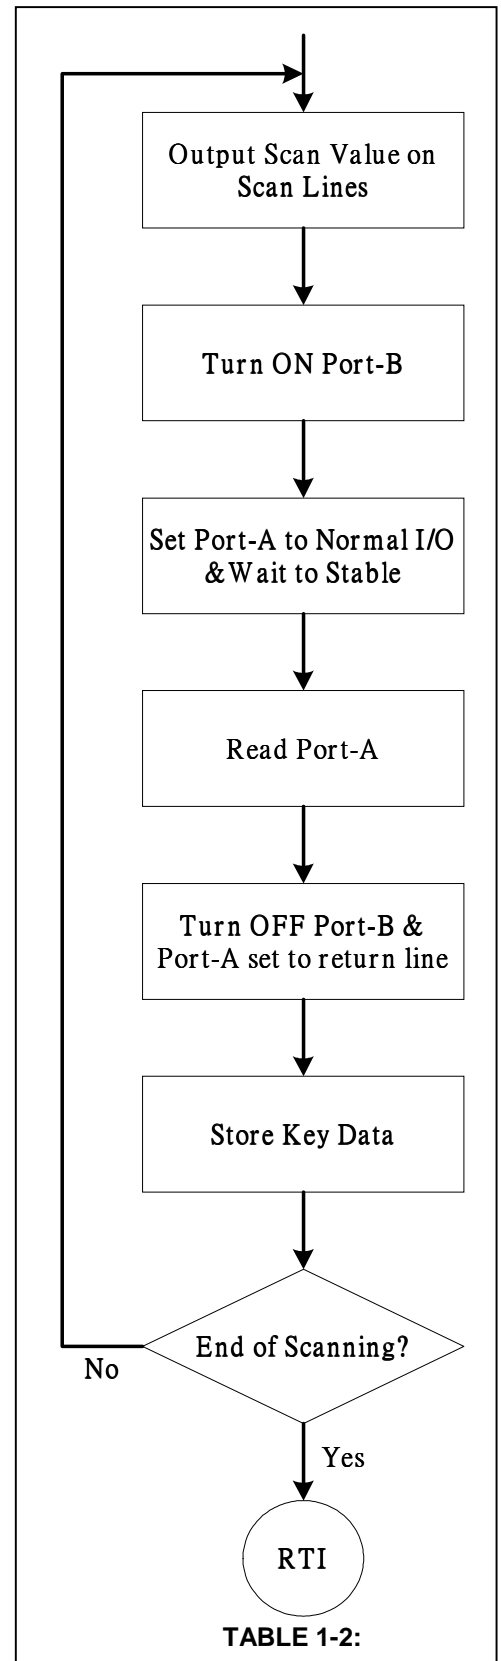 Output Scan Value on
Scan Lines
Turn ON Port-B
Set Port-A to Normal I/O
&Wait to Stable
Read Port-A
Turn OFF Port-B &
Port-A set to return line
Store Key Data
End of Scanning?
No
Yes
RTI
TABLE 1-2: